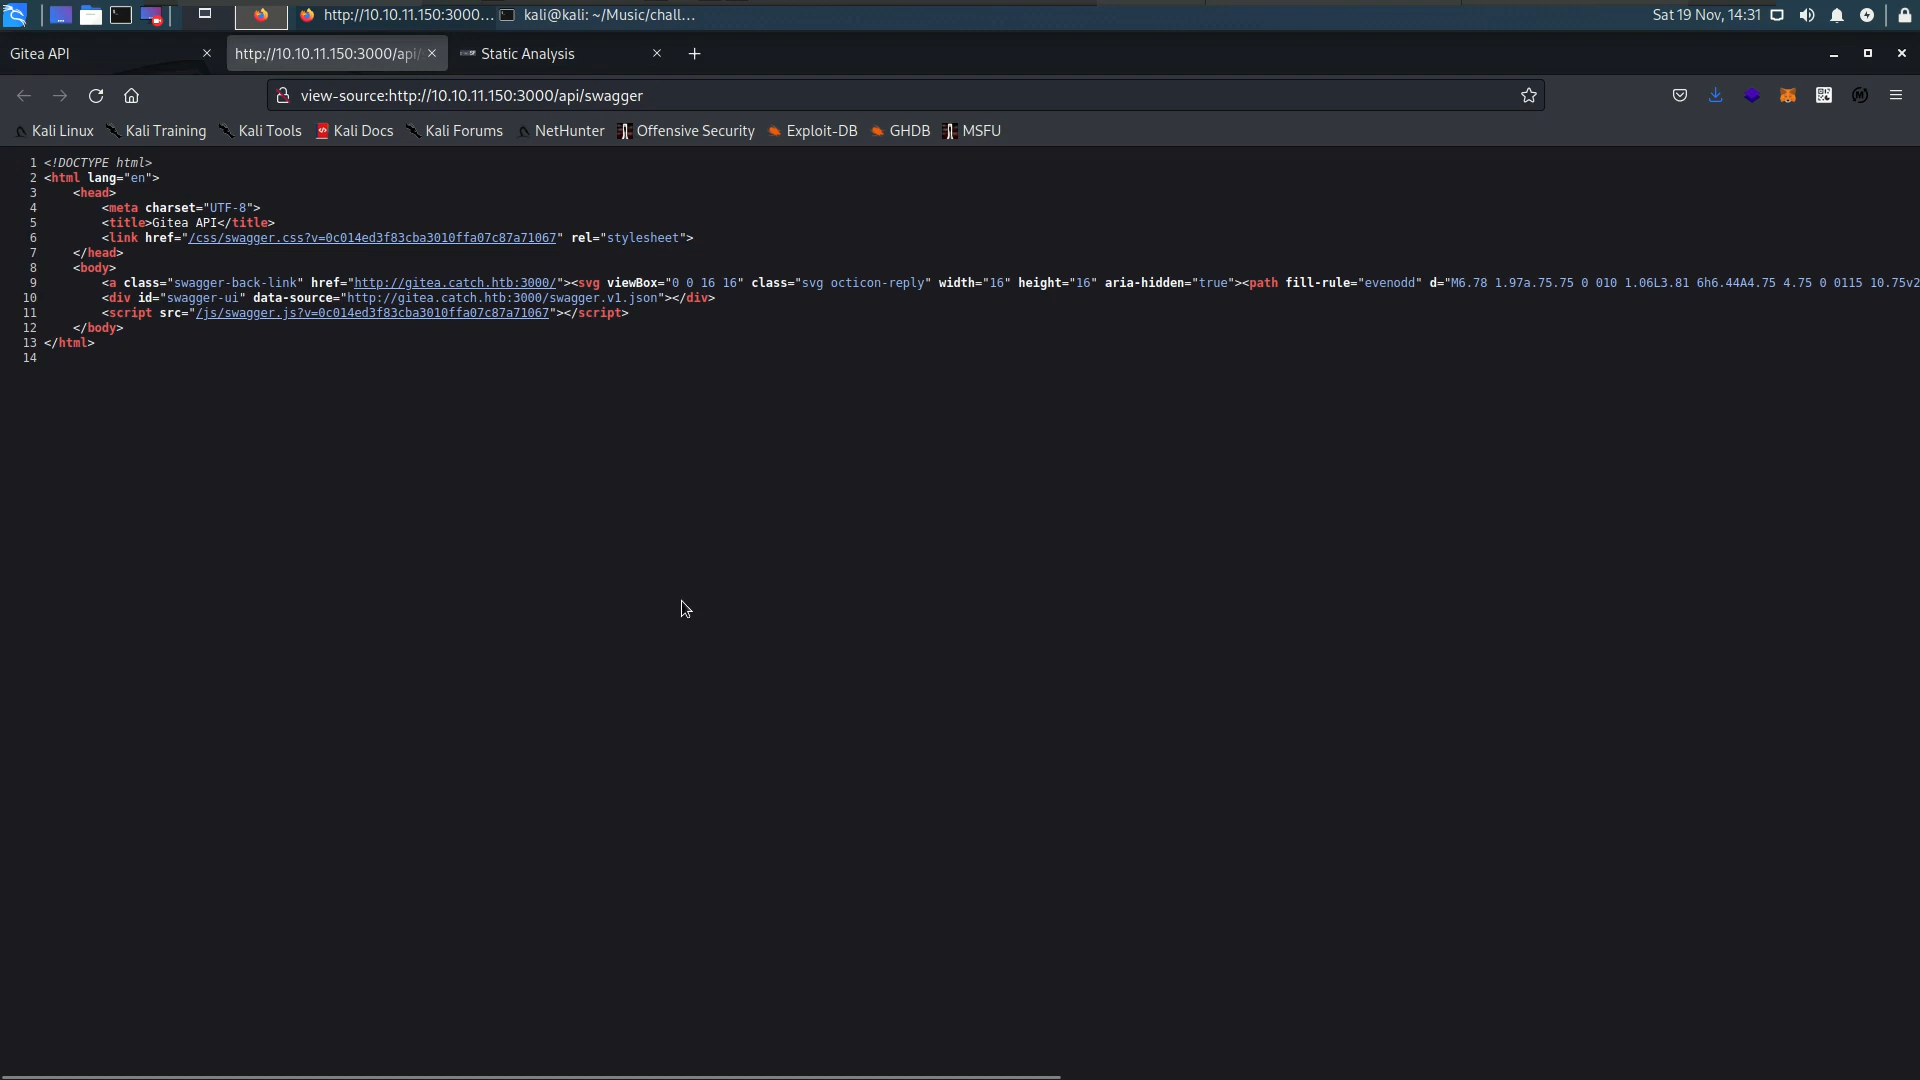 http://10.10.11.150:3000... kali@kali: ~/Music/chall... Sat 19 Nov, 14:31
Gitea API http://10.10.11.150:3000/api/ Static Analysis
view-source:http://10.10.11.150:3000/api/swagger
Kali Linux Kali Training Kali Tools Kali Docs Kali Forums NetHunter Offensive Security Exploit-DB GHDB MSFU
1 <!DOCTYPE html>
2 <html lang="en">
3 <head>
4 <meta charset="UTF-8">
5 <title>Gitea API</title>
6 <link href="/css/swagger.css?v=0c014ed3f83cba3010ffa07c87a71067" rel="stylesheet">
7 </head>
8 <body>
9 <a class="swagger-back-link" href="http://gitea.catch.htb:3000/"><svg viewBox="0 0 16 16" class="svg octicon-reply" width="16" height="16" aria-hidden="true"><path fill-rule="evenodd" d="M6.78 1.97a.75.75 0 010 1.06L3.81 6h6.44A4.75 4.75 0 0115 10.75v2
10 <div id="swagger-ui" data-source="http://gitea.catch.htb:3000/swagger.v1.json"></div>
11 <script src="/js/swagger.js?v=0c014ed3f83cba3010ffa07c87a71067"></script>
12 </body>
13 </html>
14